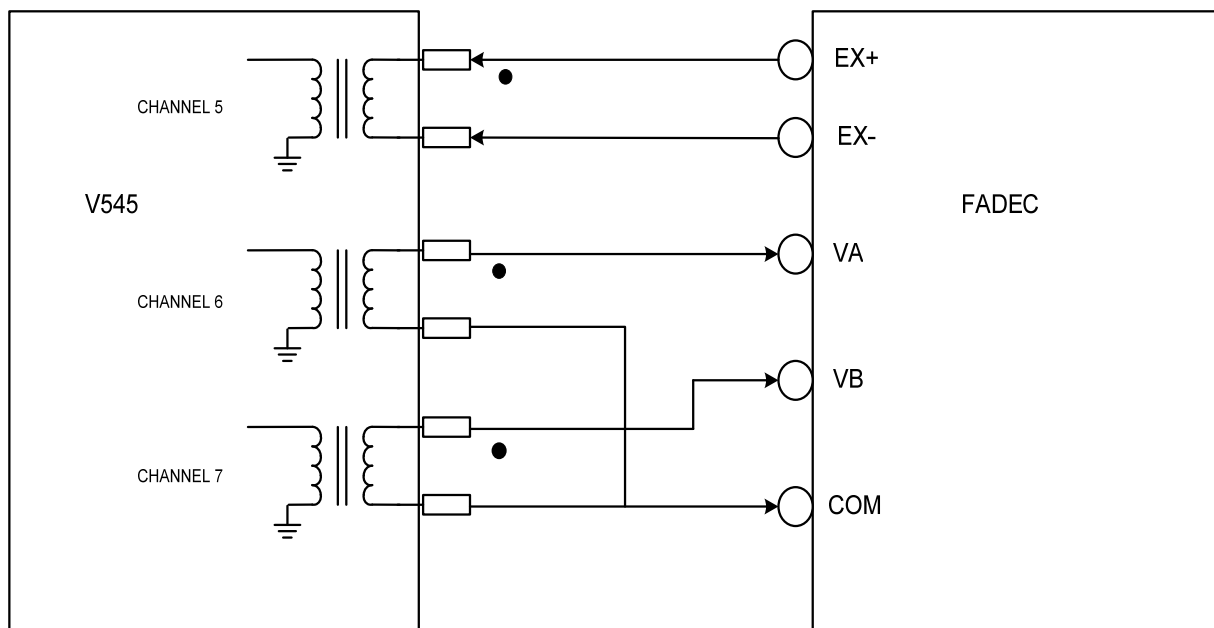 EX+
CHANNEL 5
EX-
V545
FADEC
VA
CHANNEL 6
VB
CHANNEL 7
COM